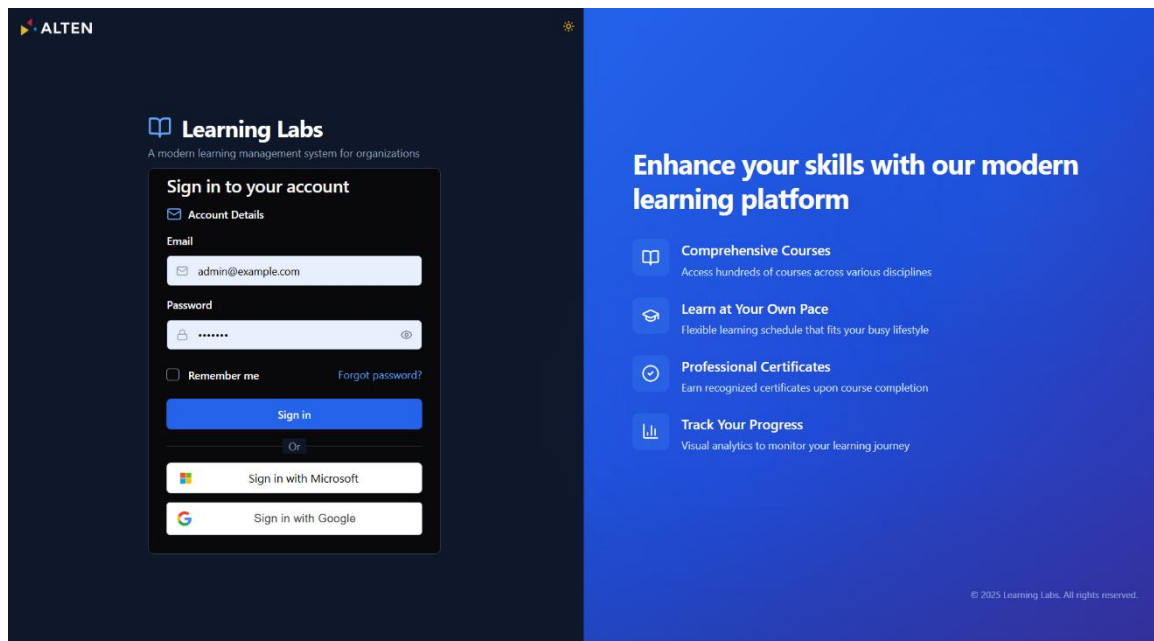 ALTEN
Learning Labs
A modern learning management system for organizations
Sign in to your account
Account Details
Email
admin@example.com
Password
•••••••
Remember me
Forgot password?
Sign in
Or
Sign in with Microsoft
Sign in with Google
Enhance your skills with our modern
learning platform
Comprehensive Courses
Access hundreds of courses across various disciplines
Learn at Your Own Pace
Flexible learning schedule that fits your busy lifestyle
Professional Certificates
Earn recognized certificates upon course completion
Track Your Progress
Visual analytics to monitor your learning journey
© 2025 Learning Labs. All rights reserved.